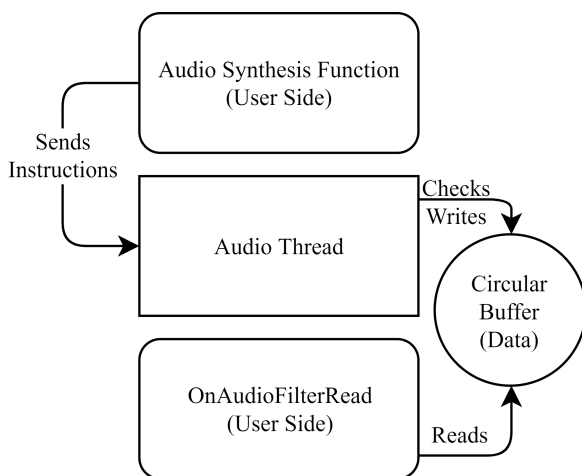 Audio Synthesis Function
(User Side)
Sends
Instructions
Audio Thread
Checks
Writes
Circular
Buffer
(Data)
OnAudioFilterRead
(User Side)
Reads